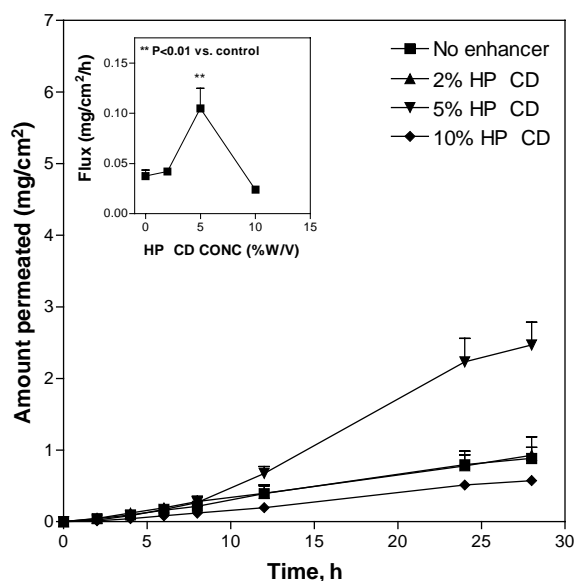 7
6
5
4
3
2
1
0
Amount permeated (mg/cm²)
0 5 10 15 20 25 30
Time, h
No enhancer
2% HP CD
5% HP CD
10% HP CD
** P<0.01 vs. control
**
0.15
0.10
0.05
0.00
Flux (mg/cm²/h)
0 5 10 15
HP CD CONC (%W/V)